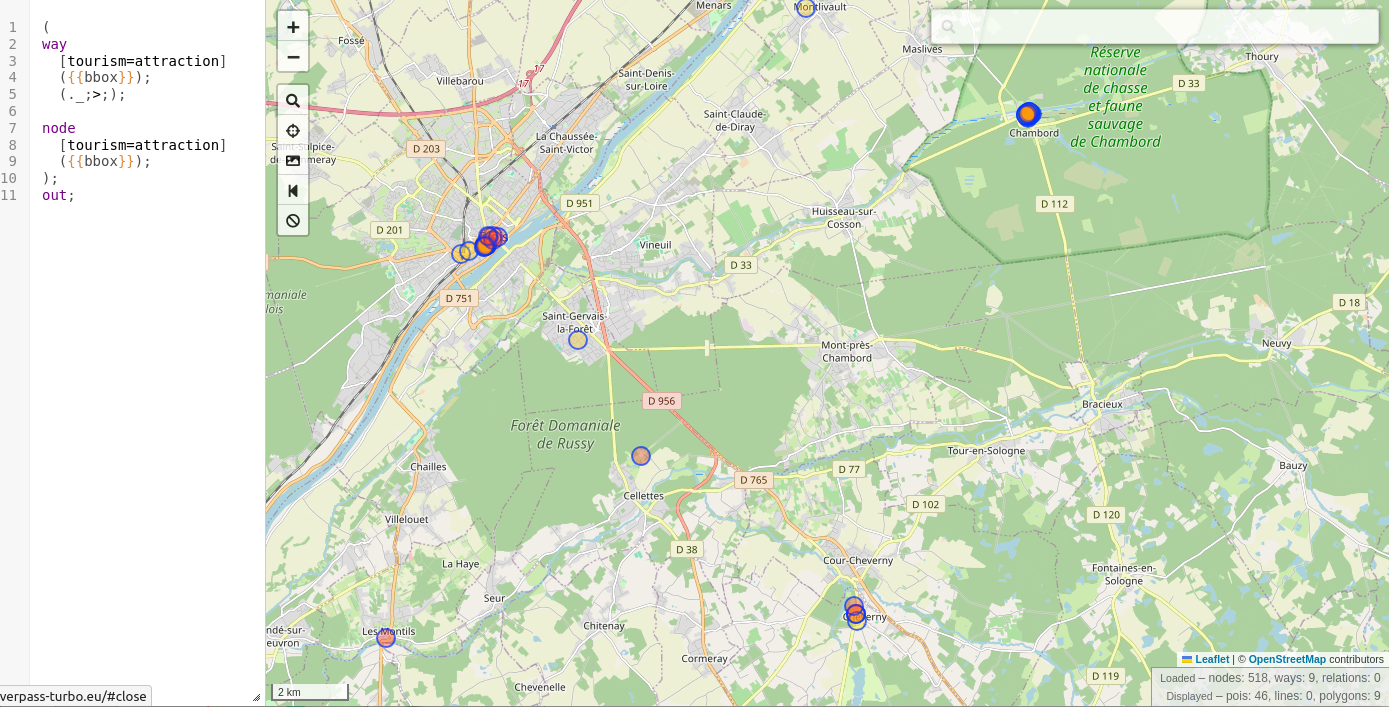 1 (
2 way
3 [tourism=attraction]
4 ({{bbox}});
5 (._;>;);
6
7 node
8 [tourism=attraction]
9 ({{bbox}});
10 );
11 out;
verpass-turbo.eu/#close
+
−
Menars
Montlivault
Fossé
Maslives
Villebarou
17
17
Saint-Denis-
sur-Loire
Saint-Claude-
de-Diray
La Chaussée-
Saint-Victor
D 203
Saint-Sulpice-
Réserve
nationale
de chasse
et faune
sauvage
de Chambord
Thoury
D 33
Chambord
D 951
D 112
D 201
Huisseau-sur-
Cosson
Vineuil
D 33
maniale
lois
D 751
D 18
Saint-Gervais-
la-Forêt
Mont-près-
Chambord
Neuvy
D 956
Bracieux
Forêt Domaniale
de Russy
Tour-en-Sologne
Chailles
D 77
Bauzy
D 765
Cellettes
D 102
D 120
Villelouet
D 38
La Haye
Cour-Cheverny
Fontaines-en-
Sologne
Seur
Les Montils
Chitenay
ndé-sur-
euvron
Cormeray
D 119
Chevenelle
2 km
Leaflet | © OpenStreetMap contributors
Loaded – nodes: 518, ways: 9, relations: 0
Displayed – pois: 46, lines: 0, polygons: 9